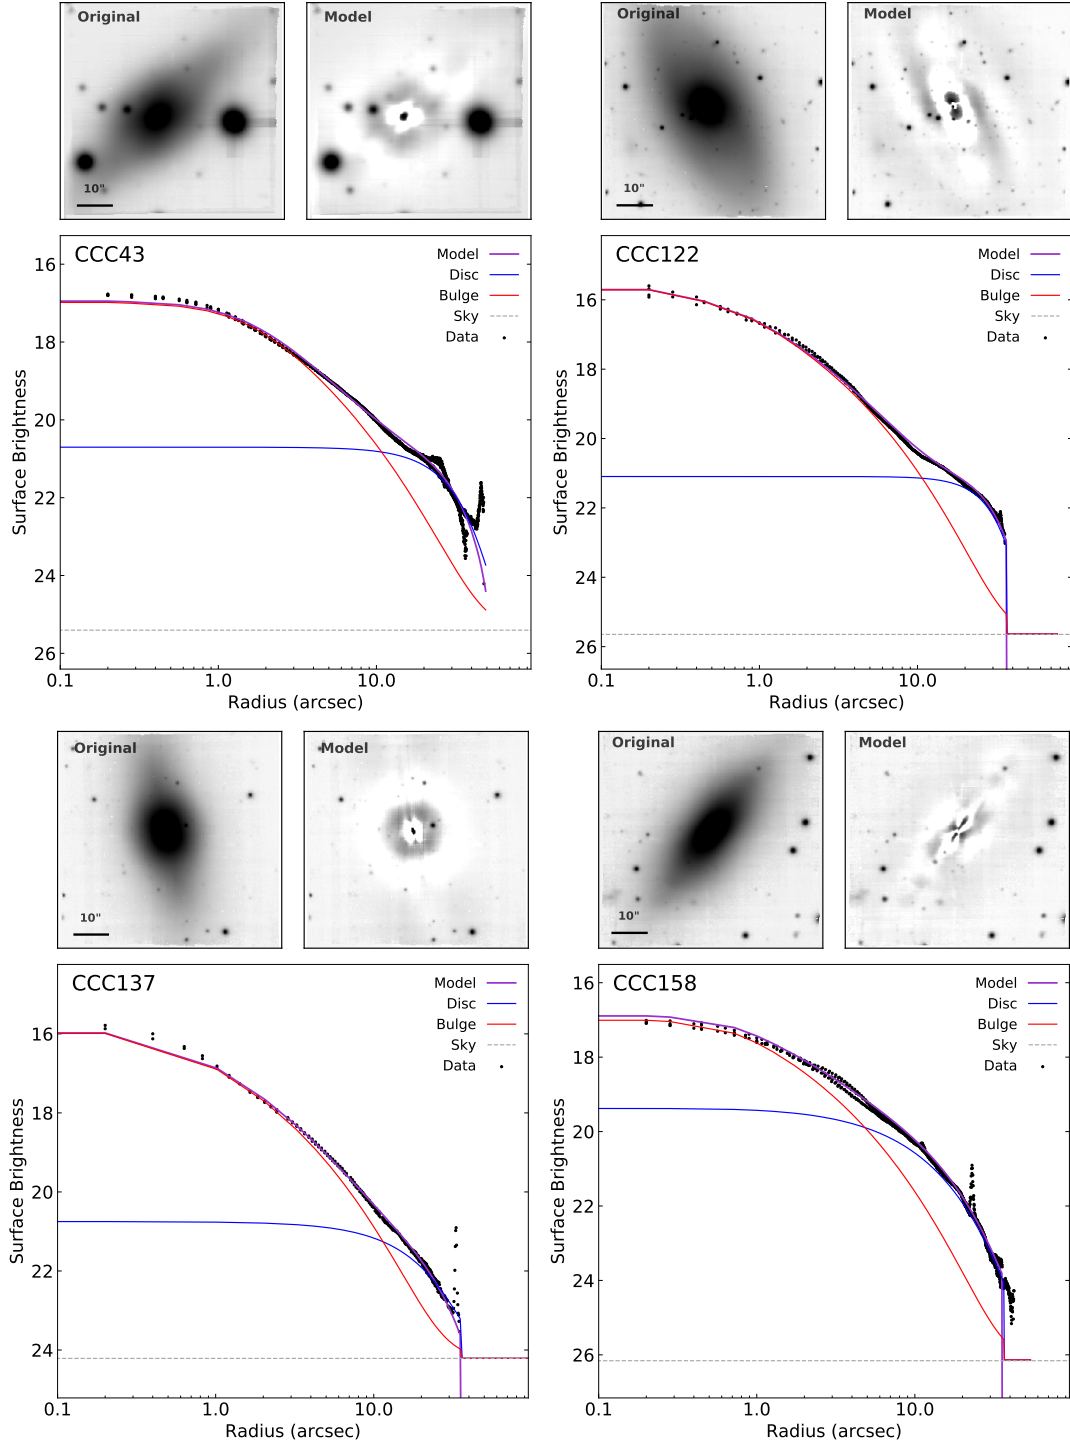 Original
Model
10"
CCC43
Model
Disc
Bulge
Sky
Data
16
18
20
22
24
26
Surface Brightness
0.1 1.0 10.0
Radius (arcsec)
Original
Model
10"
CCC122
Model
Disc
Bulge
Sky
Data
16
18
20
22
24
26
Surface Brightness
0.1 1.0 10.0
Radius (arcsec)
Original
Model
10"
CCC137
Model
Disc
Bulge
Sky
Data
16
18
20
22
24
Surface Brightness
0.1 1.0 10.0
Radius (arcsec)
Original
Model
10"
CCC158
Model
Disc
Bulge
Sky
Data
16
18
20
22
24
26
Surface Brightness
0.1 1.0 10.0
Radius (arcsec)